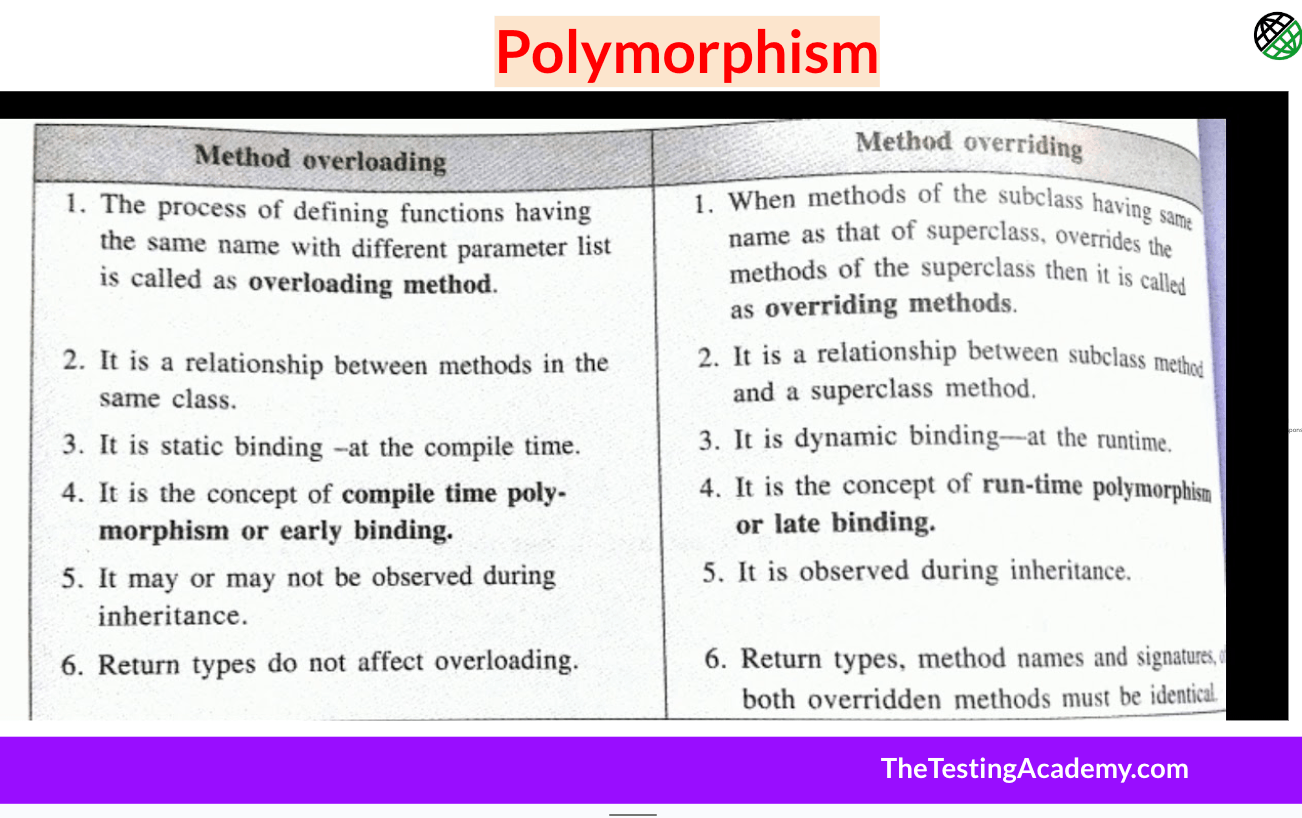 Polymorphism
Method overloading
1. The process of defining functions having
the same name with different parameter list
is called as overloading method.
2. It is a relationship between methods in the
same class.
3. It is static binding –at the compile time.
4. It is the concept of compile time poly-
morphism or early binding.
5. It may or may not be observed during
inheritance.
6. Return types do not affect overloading.
Method overriding
1. When methods of the subclass having same
name as that of superclass, overrides the
methods of the superclass then it is called
as overriding methods.
2. It is a relationship between subclass method
and a superclass method.
3. It is dynamic binding—at the runtime.
4. It is the concept of run-time polymorphism
or late binding.
5. It is observed during inheritance.
6. Return types, method names and signatures,
both overridden methods must be identical.
TheTestingAcademy.com